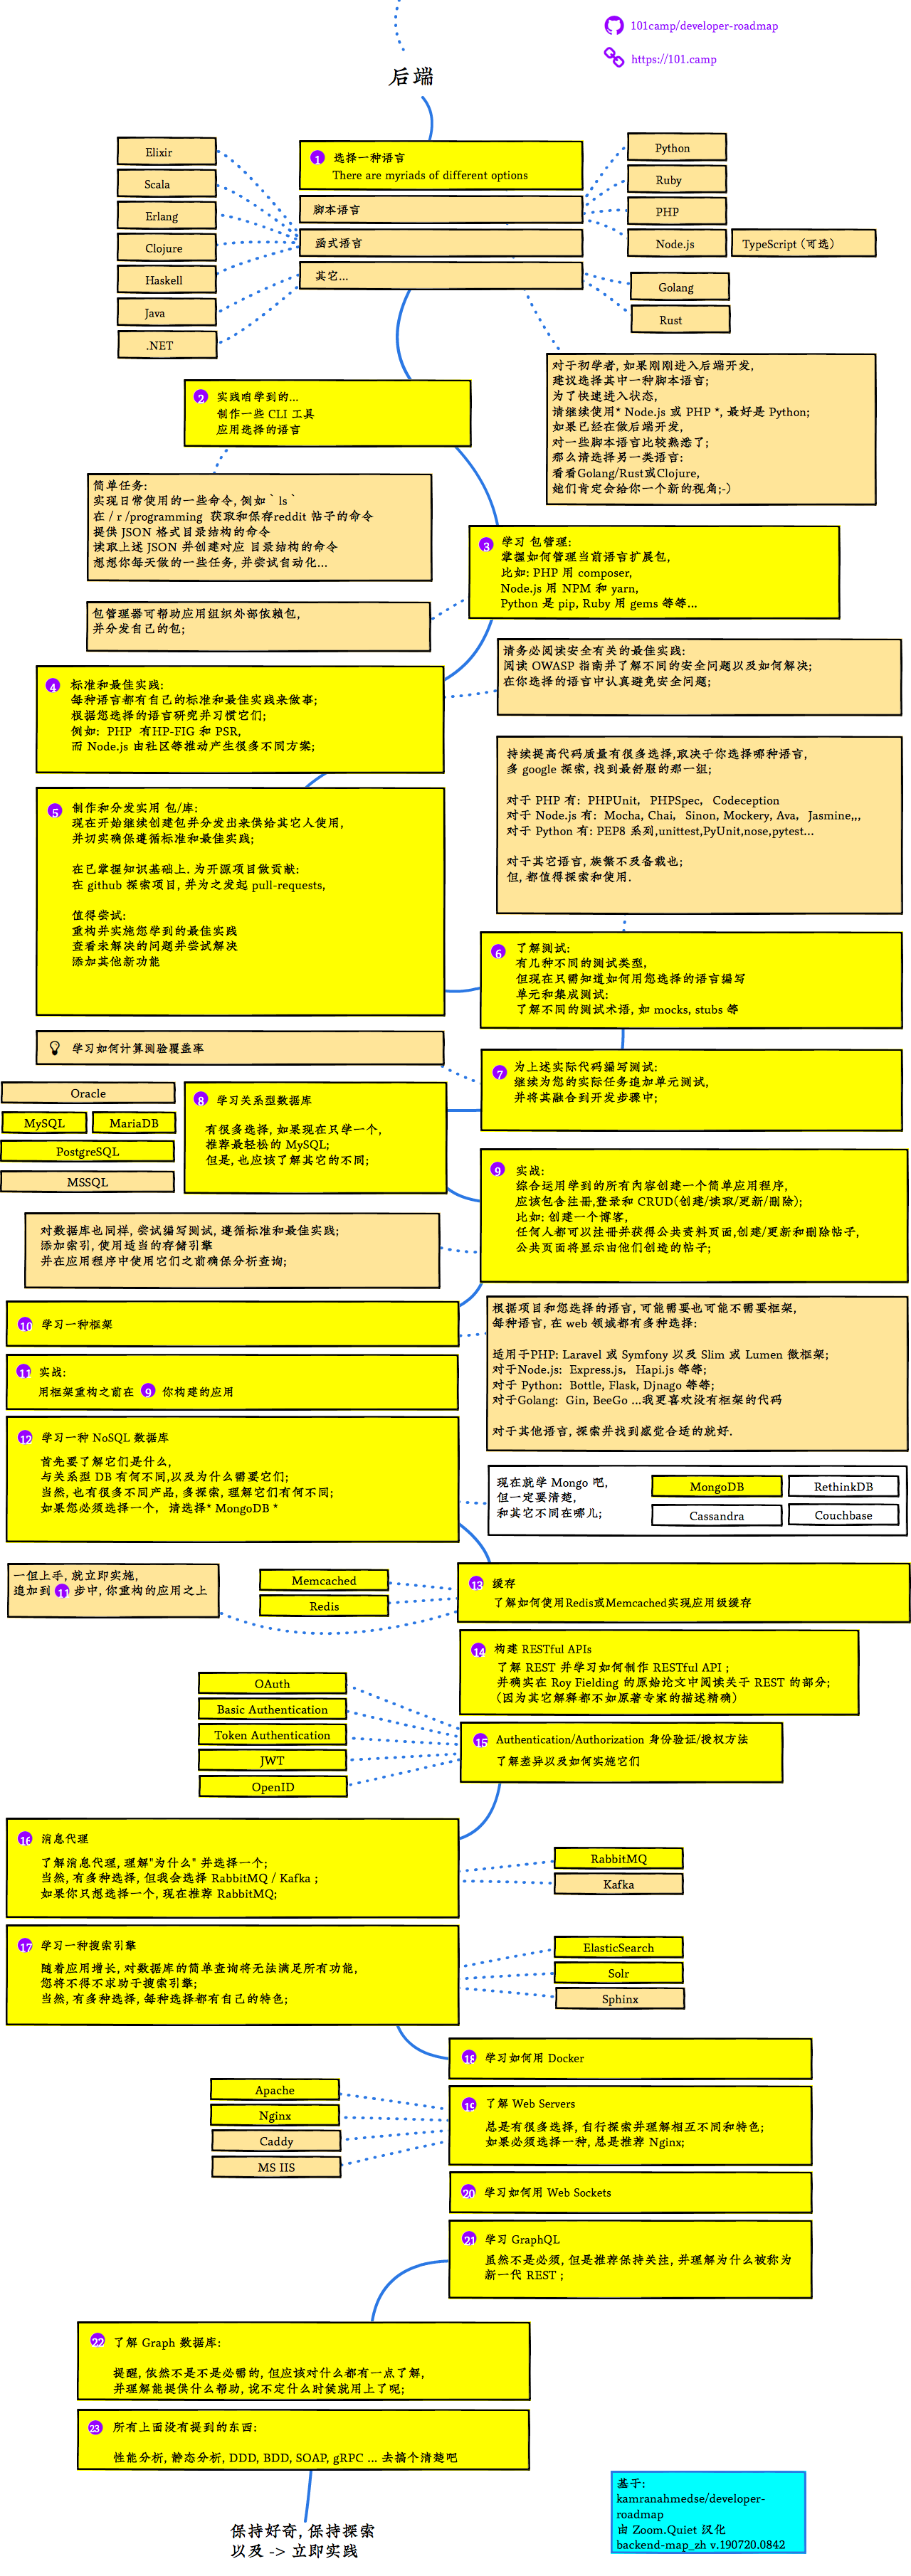 101camp/developer-roadmap
https://101.camp
后端
Elixir
Scala
Erlang
Clojure
Haskell
Java
.NET
1 选择一种语言
There are myriads of different options
脚本语言
函式语言
其它...
Python
Ruby
PHP
Node.js
TypeScript (可选)
Golang
Rust
对于初学者, 如果刚刚进入后端开发,
建议选择其中一种脚本语言;
为了快速进入状态,
请继续使用* Node.js 或 PHP *, 最好是 Python;
如果已经在做后端开发,
对一些脚本语言比较熟悉了;
那么请选择另一类语言:
看看Golang/Rust或Clojure,
她们肯定会给你一个新的视角;-)
2 实践咱学到的...
制作一些 CLI 工具
应用选择的语言
简单任务:
实现日常使用的一些命令, 例如`ls`
在 / r /programming 获取和保存reddit 帖子的命令
提供 JSON 格式目录结构的命令
读取上述 JSON 并创建对应 目录结构的命令
想想你每天做的一些任务, 并尝试自动化...
3 学习 包管理:
掌握如何管理当前语言扩展包,
比如: PHP 用 composer,
Node.js 用 NPM 和 yarn,
Python 是 pip, Ruby 用 gems 等等...
包管理器可帮助应用组织外部依赖包,
并分发自己的包;
请务必阅读安全有关的最佳实践:
阅读 OWASP 指南并了解不同的安全问题以及如何解决;
在你选择的语言中认真避免安全问题;
4 标准和最佳实践:
每种语言都有自己的标准和最佳实践来做事;
根据您选择的语言研究并习惯它们;
例如: PHP 有HP-FIG 和 PSR,
而 Node.js 由社区等推动产生很多不同方案;
持续提高代码质量有很多选择,取决于你选择哪种语言,
多 google 探索, 找到最舒服的那一组;
对于 PHP 有: PHPUnit, PHPSpec, Codeception
对于 Node.js 有: Mocha, Chai, Sinon, Mockery, Ava, Jasmine,,,
对于 Python 有: PEP8 系列,unittest,PyUnit,nose,pytest...
对于其它语言, 族繁不及备载也;
但, 都值得探索和使用.
5 制作和分发实用 包/库:
现在开始继续创建包并分发出来供给其它人使用,
并切实确保遵循标准和最佳实践;
在已掌握知识基础上. 为开源项目做贡献:
在 github 探索项目, 并为之发起 pull-requests,
值得尝试:
重构并实施您学到的最佳实践
查看未解决的问题并尝试解决
添加其他新功能
6 了解测试:
有几种不同的测试类型,
但现在只需知道如何用您选择的语言编写
单元和集成测试:
了解不同的测试术语, 如 mocks, stubs 等
学习如何计算测验覆盖率
7 为上述实际代码编写测试:
继续为您的实际任务追加单元测试,
并将其融合到开发步骤中;
Oracle
MySQL
MariaDB
PostgreSQL
MSSQL
8 学习关系型数据库
有很多选择, 如果现在只学一个,
推荐最轻松的 MySQL;
但是, 也应该了解其它的不同;
9 实战:
综合运用学到的所有内容创建一个简单应用程序,
应该包含注册,登录和 CRUD(创建/读取/更新/删除);
比如: 创建一个博客,
任何人都可以注册并获得公共资料页面,创建/更新和删除帖子,
公共页面将显示由他们创造的帖子;
对数据库也同样, 尝试编写测试, 遵循标准和最佳实践;
添加索引, 使用适当的存储引擎
并在应用程序中使用它们之前确保分析查询;
10 学习一种框架
根据项目和您选择的语言, 可能需要也可能不需要框架,
每种语言, 在 web 领域都有多种选择:
适用于PHP: Laravel 或 Symfony 以及 Slim 或 Lumen 微框架;
对于Node.js: Express.js, Hapi.js 等等;
对于 Python: Bottle, Flask, Djnago 等等;
对于Golang: Gin, BeeGo ...我更喜欢没有框架的代码
对于其他语言, 探索并找到感觉合适的就好.
11 实战:
用框架重构之前在 9 你构建的应用
12 学习一种 NoSQL 数据库
首先要了解它们是什么,
与关系型 DB 有何不同,以及为什么需要它们;
当然, 也有很多不同产品, 多探索, 理解它们有何不同;
如果您必须选择一个, 请选择* MongoDB *
现在就学 Mongo 吧,
但一定要清楚,
和其它不同在哪儿;
MongoDB
RethinkDB
Cassandra
Couchbase
一但上手, 就立即实施,
追加到 11 步中, 你重构的应用之上
Memcached
Redis
13 缓存
了解如何使用Redis或Memcached实现应用级缓存
14 构建 RESTful APIs
了解 REST 并学习如何制作 RESTful API ;
并确实在 Roy Fielding 的原始论文中阅读关于 REST 的部分;
(因为其它解释都不如原著专家的描述精确)
OAuth
Basic Authentication
Token Authentication
JWT
OpenID
15 Authentication/Authorization 身份验证/授权方法
了解差异以及如何实施它们
16 消息代理
了解消息代理, 理解"为什么" 并选择一个;
当然, 有多种选择, 但我会选择 RabbitMQ / Kafka ;
如果你只想选择一个, 现在推荐 RabbitMQ;
RabbitMQ
Kafka
17 学习一种搜索引擎
随着应用增长, 对数据库的简单查询将无法满足所有功能,
您将不得不求助于搜索引擎;
当然, 有多种选择, 每种选择都有自己的特色;
ElasticSearch
Solr
Sphinx
18 学习如何用 Docker
Apache
Nginx
Caddy
MS IIS
19 了解 Web Servers
总是有很多选择, 自行探索并理解相互不同和特色;
如果必须选择一种, 总是推荐 Nginx;
20 学习如何用 Web Sockets
21 学习 GraphQL
虽然不是必须, 但是推荐保持关注, 并理解为什么被称为
新一代 REST ;
22 了解 Graph 数据库:
提醒, 依然不是不是必需的, 但应该对什么都有一点了解,
并理解能提供什么帮助, 说不定什么时侯就用上了呢;
23 所有上面没有提到的东西:
性能分析, 静态分析, DDD, BDD, SOAP, gRPC ... 去搞个清楚吧
保持好奇, 保持探索
以及 -> 立即实践
基于:
kamranahmedse/developer-
roadmap
由 Zoom.Quiet 汉化
backend-map_zh v.190720.0842